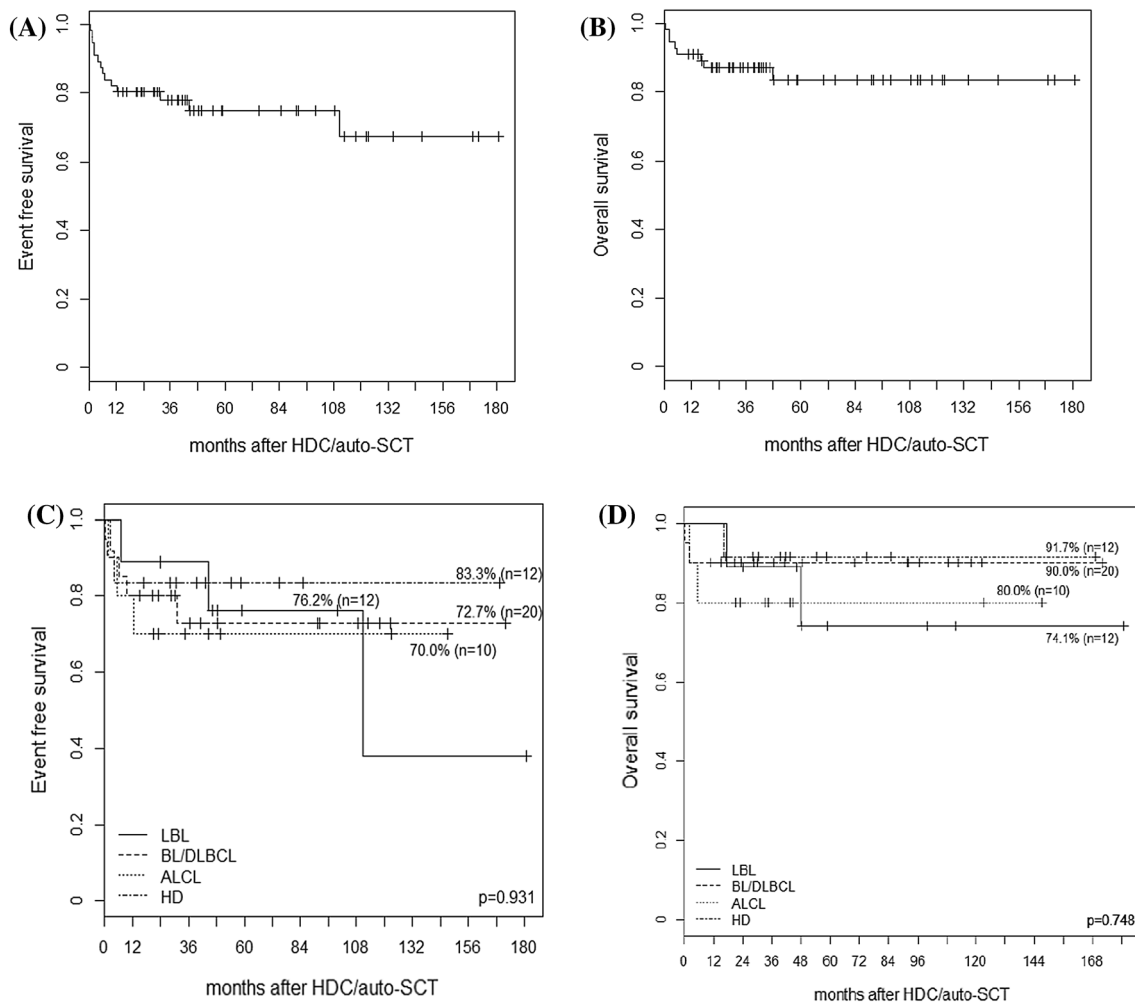 (A)
Event free survival
1.0
0.8
0.6
0.4
0.2
0
0 12 36 60 84 108 136 156 180
months after HDC/auto-SCT
(B)
Overall survival
1.0
0.8
0.6
0.4
0.2
0
0 12 36 60 84 108 136 156 180
months after HDC/auto-SCT
(C)
Event free survival
1.0
0.8
0.6
0.4
0.2
0
83.3% (n=12)
76.2% (n=12)
72.7% (n=20)
70.0% (n=10)
LBL
BL/DLBCL
ALCL
HD
p=0.931
0 12 36 60 84 108 136 156 180
months after HDC/auto-SCT
(D)
Overall survival
1.0
0.8
0.6
0.4
0.2
0
91.7% (n=12)
90.0% (n=20)
80.0% (n=10)
74.1% (n=12)
LBL
BL/DLBCL
ALCL
HD
p=0.748
0 12 24 36 48 60 72 84 96 120 144 168
months after HDC/auto-SCT